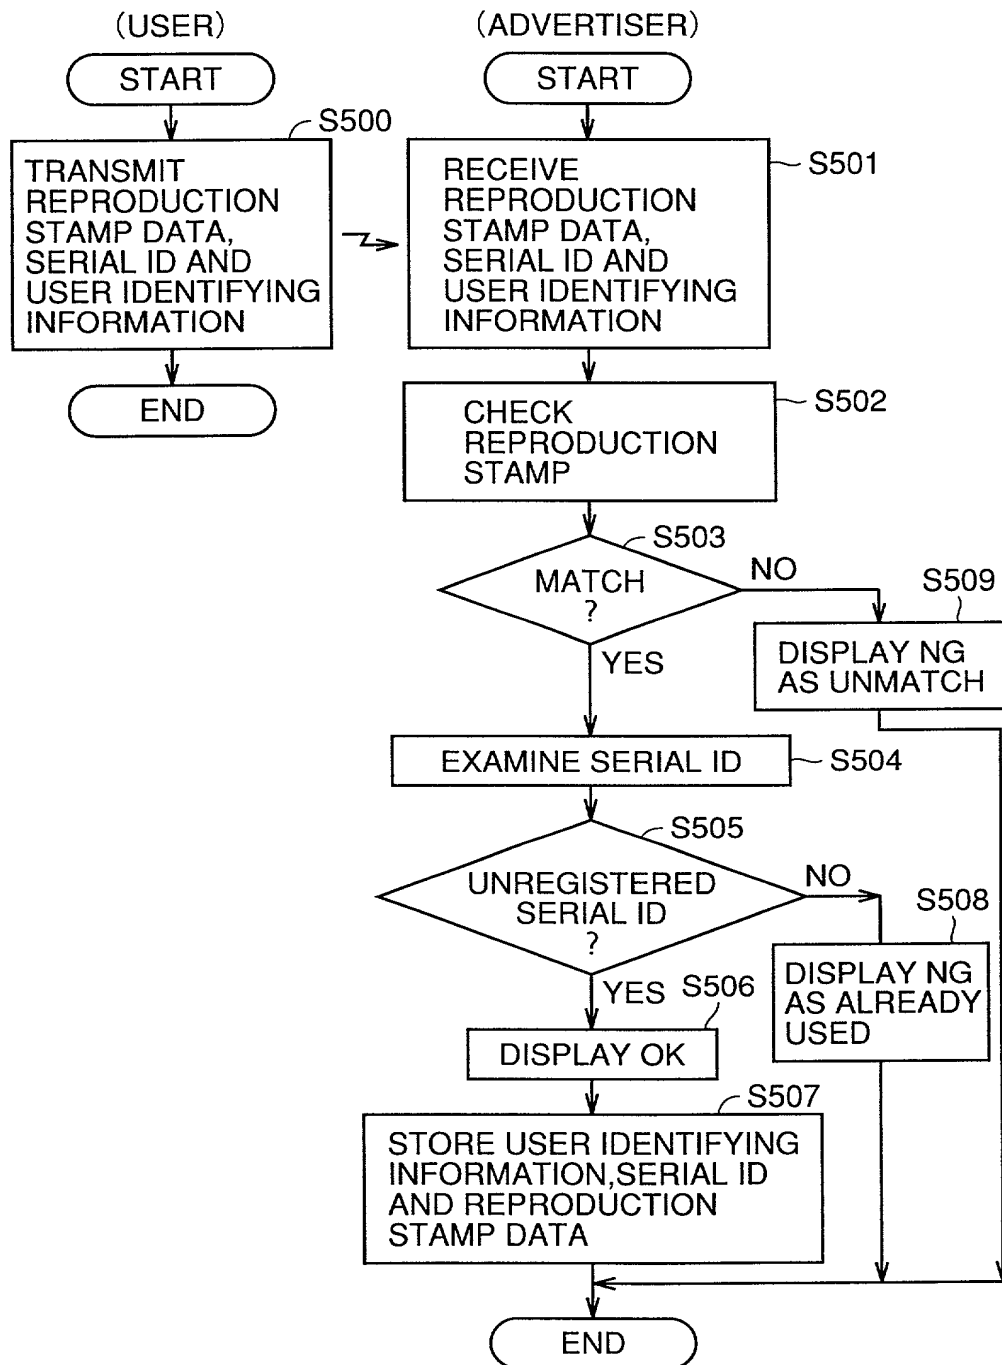 (USER)
START
S500
TRANSMIT
REPRODUCTION
STAMP DATA,
SERIAL ID AND
USER IDENTIFYING
INFORMATION
END
(ADVERTISER)
START
S501
RECEIVE
REPRODUCTION
STAMP DATA,
SERIAL ID AND
USER IDENTIFYING
INFORMATION
S502
CHECK
REPRODUCTION
STAMP
S503
MATCH
?
NO
YES
S509
DISPLAY NG
AS UNMATCH
EXAMINE SERIAL ID
S504
S505
UNREGISTERED
SERIAL ID
?
NO
YES
S508
DISPLAY NG
AS ALREADY
USED
S506
DISPLAY OK
S507
STORE USER IDENTIFYING
INFORMATION,SERIAL ID
AND REPRODUCTION
STAMP DATA
END